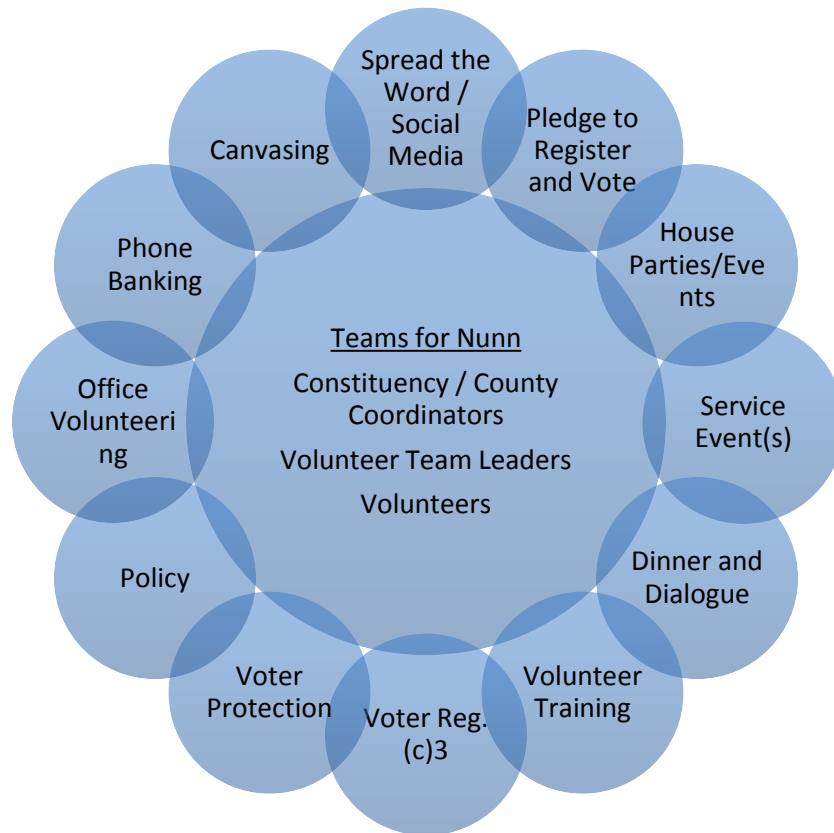 Spread the
Word /
Social
Media
Pledge to
Register
and Vote
House
Parties/Eve
nts
Service
Event(s)
Dinner and
Dialogue
Volunteer
Training
Voter Reg.
(c)3
Voter
Protection
Policy
Office
Volunteeri
ng
Phone
Banking
Canvasing
Teams for Nunn
Constituency / County
Coordinators
Volunteer Team Leaders
Volunteers